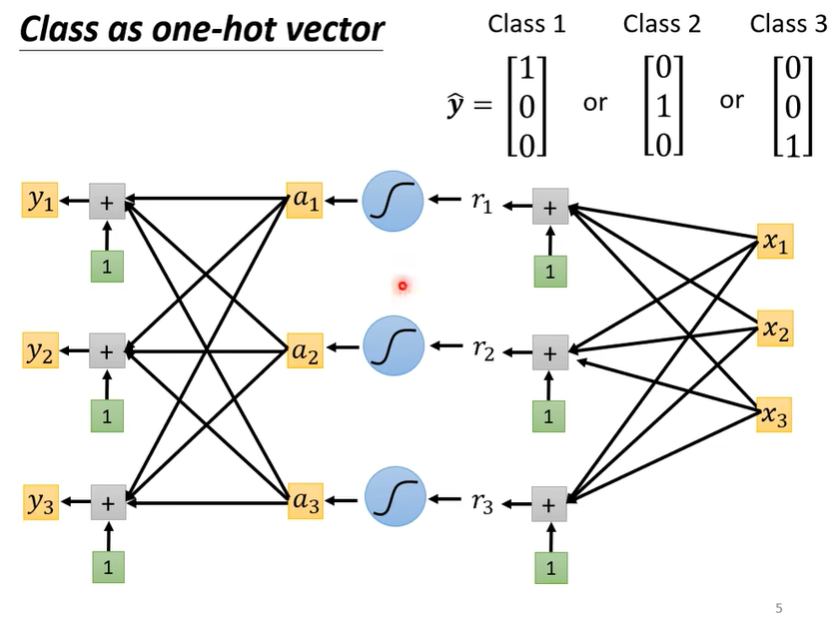 Class as one-hot vector
Class 1 Class 2 Class 3
ŷ = [1 0 0] or [0 1 0] or [0 0 1]
y₁ + a₁ r₁ + x₁
1 1
y₂ + a₂ r₂ + x₂
1 1
y₃ + a₃ r₃ + x₃
1 1
5